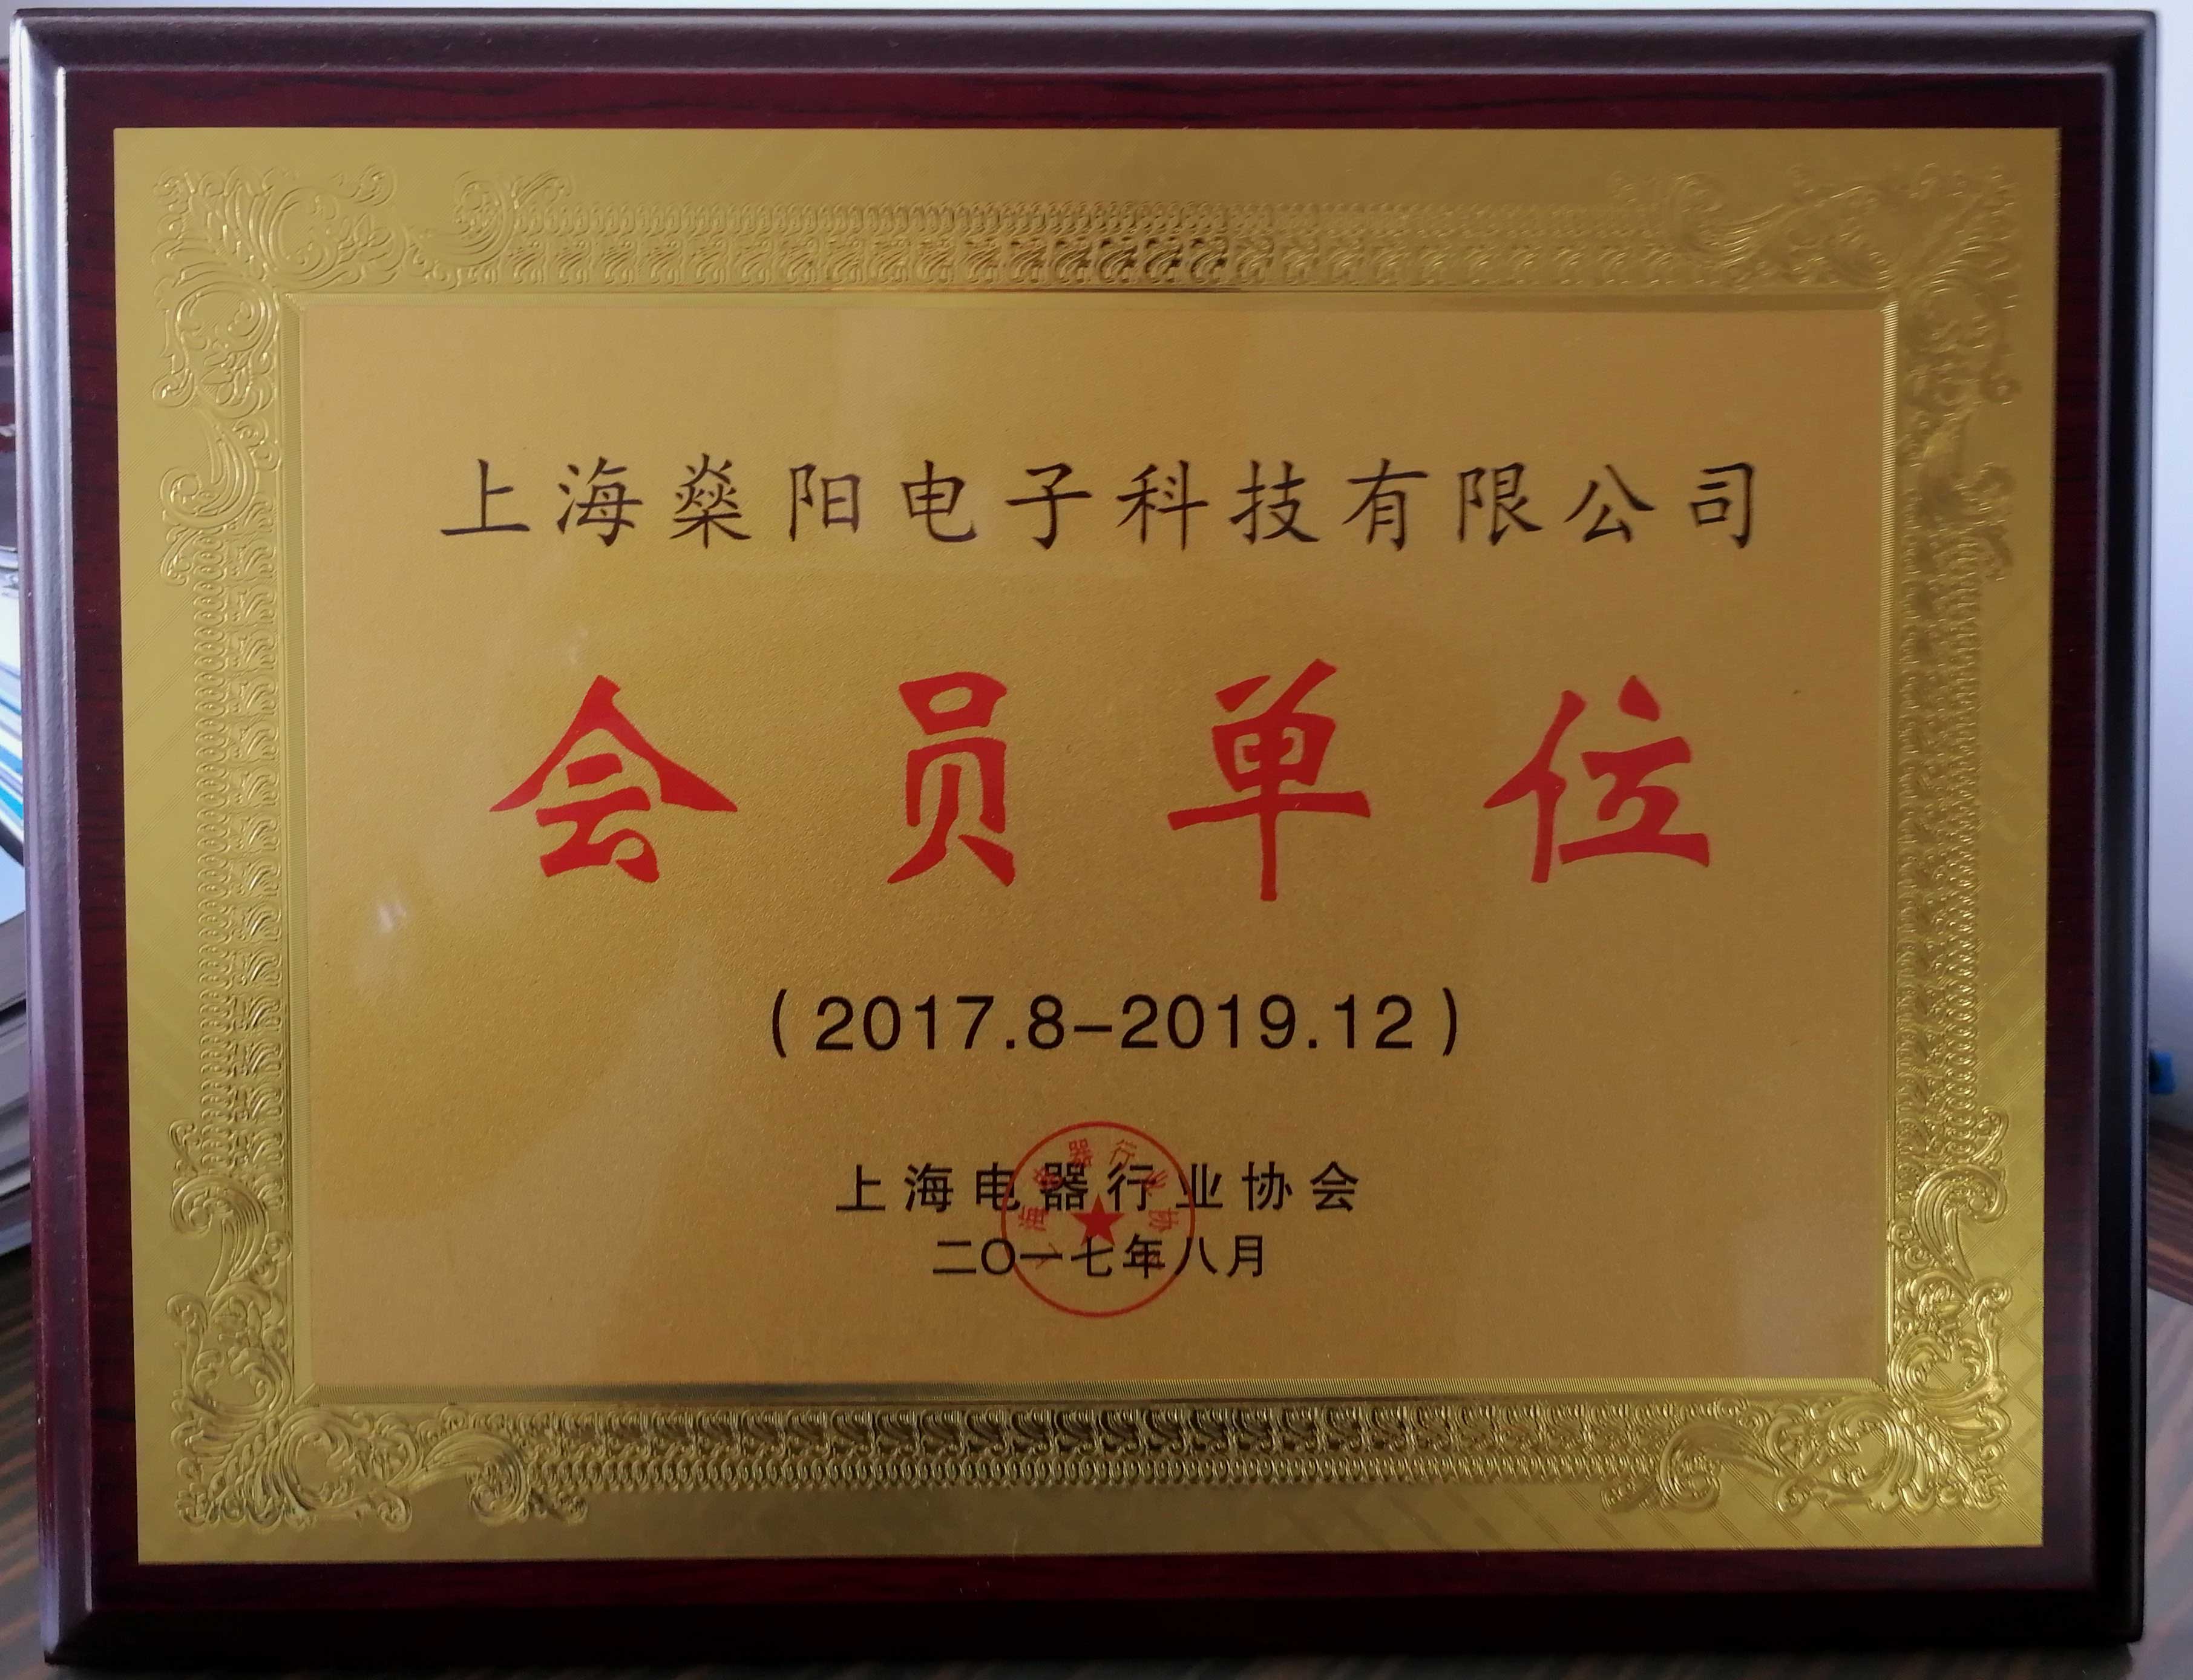 上海燊阳电子科技有限公司
会员单位
(2017.8-2019.12)
上海电器行业协会
二〇一七年八月